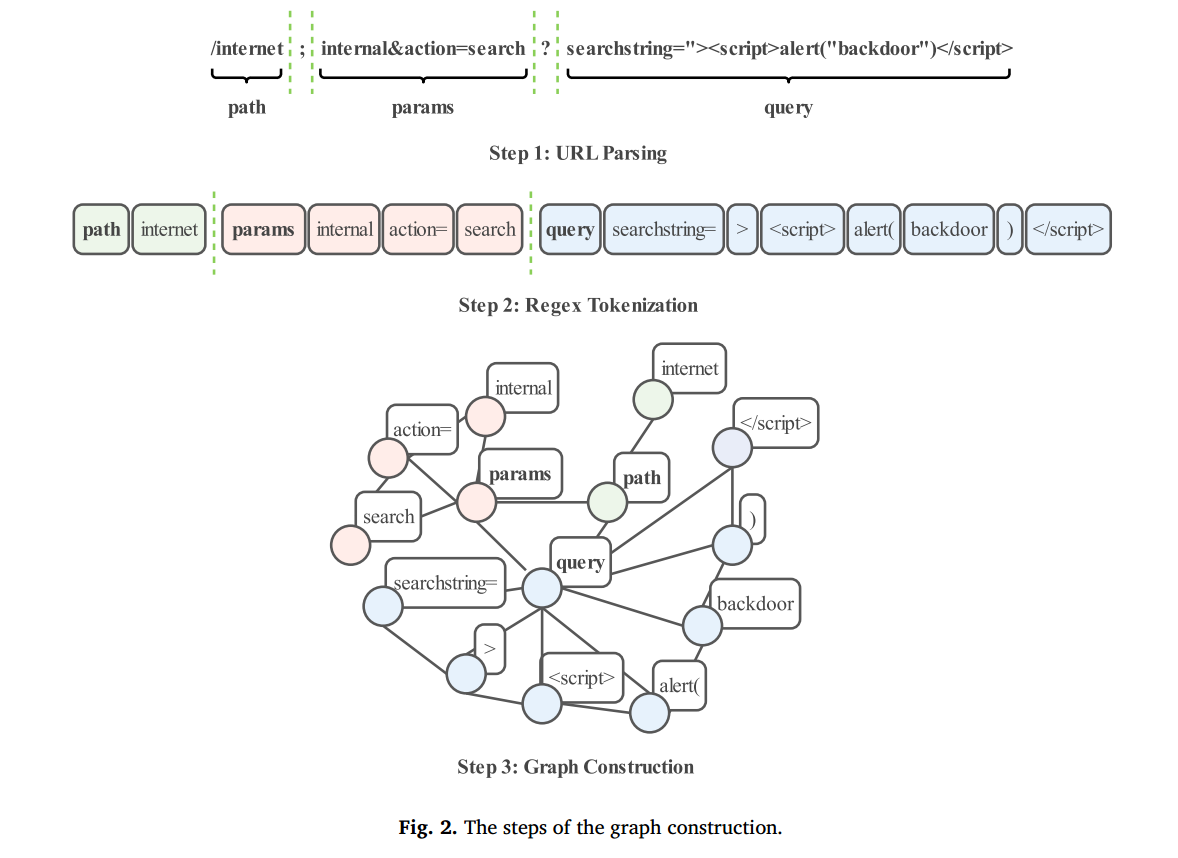 /internet ; internal&action=search ? searchstring="><script>alert("backdoor")</script>
path params query
Step 1: URL Parsing
path internet params internal action= search query searchstring= > <script> alert( backdoor ) </script>
Step 2: Regex Tokenization
internet
internal
</script>
action=
params
path
search
)
query
searchstring=
backdoor
>
<script>
alert(
Step 3: Graph Construction
Fig. 2. The steps of the graph construction.